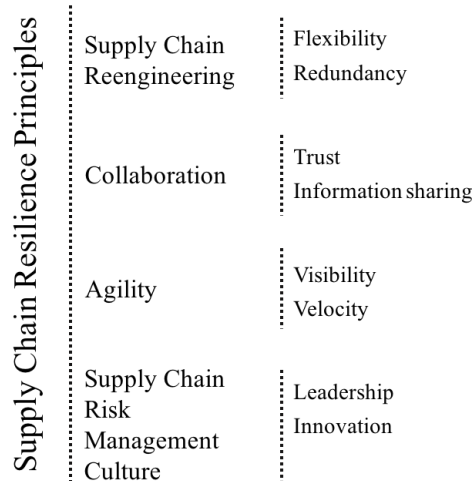 Supply Chain Resilience Principles
Supply Chain
Reengineering
Flexibility
Redundancy
Collaboration
Trust
Information sharing
Agility
Visibility
Velocity
Supply Chain
Risk
Management
Culture
Leadership
Innovation